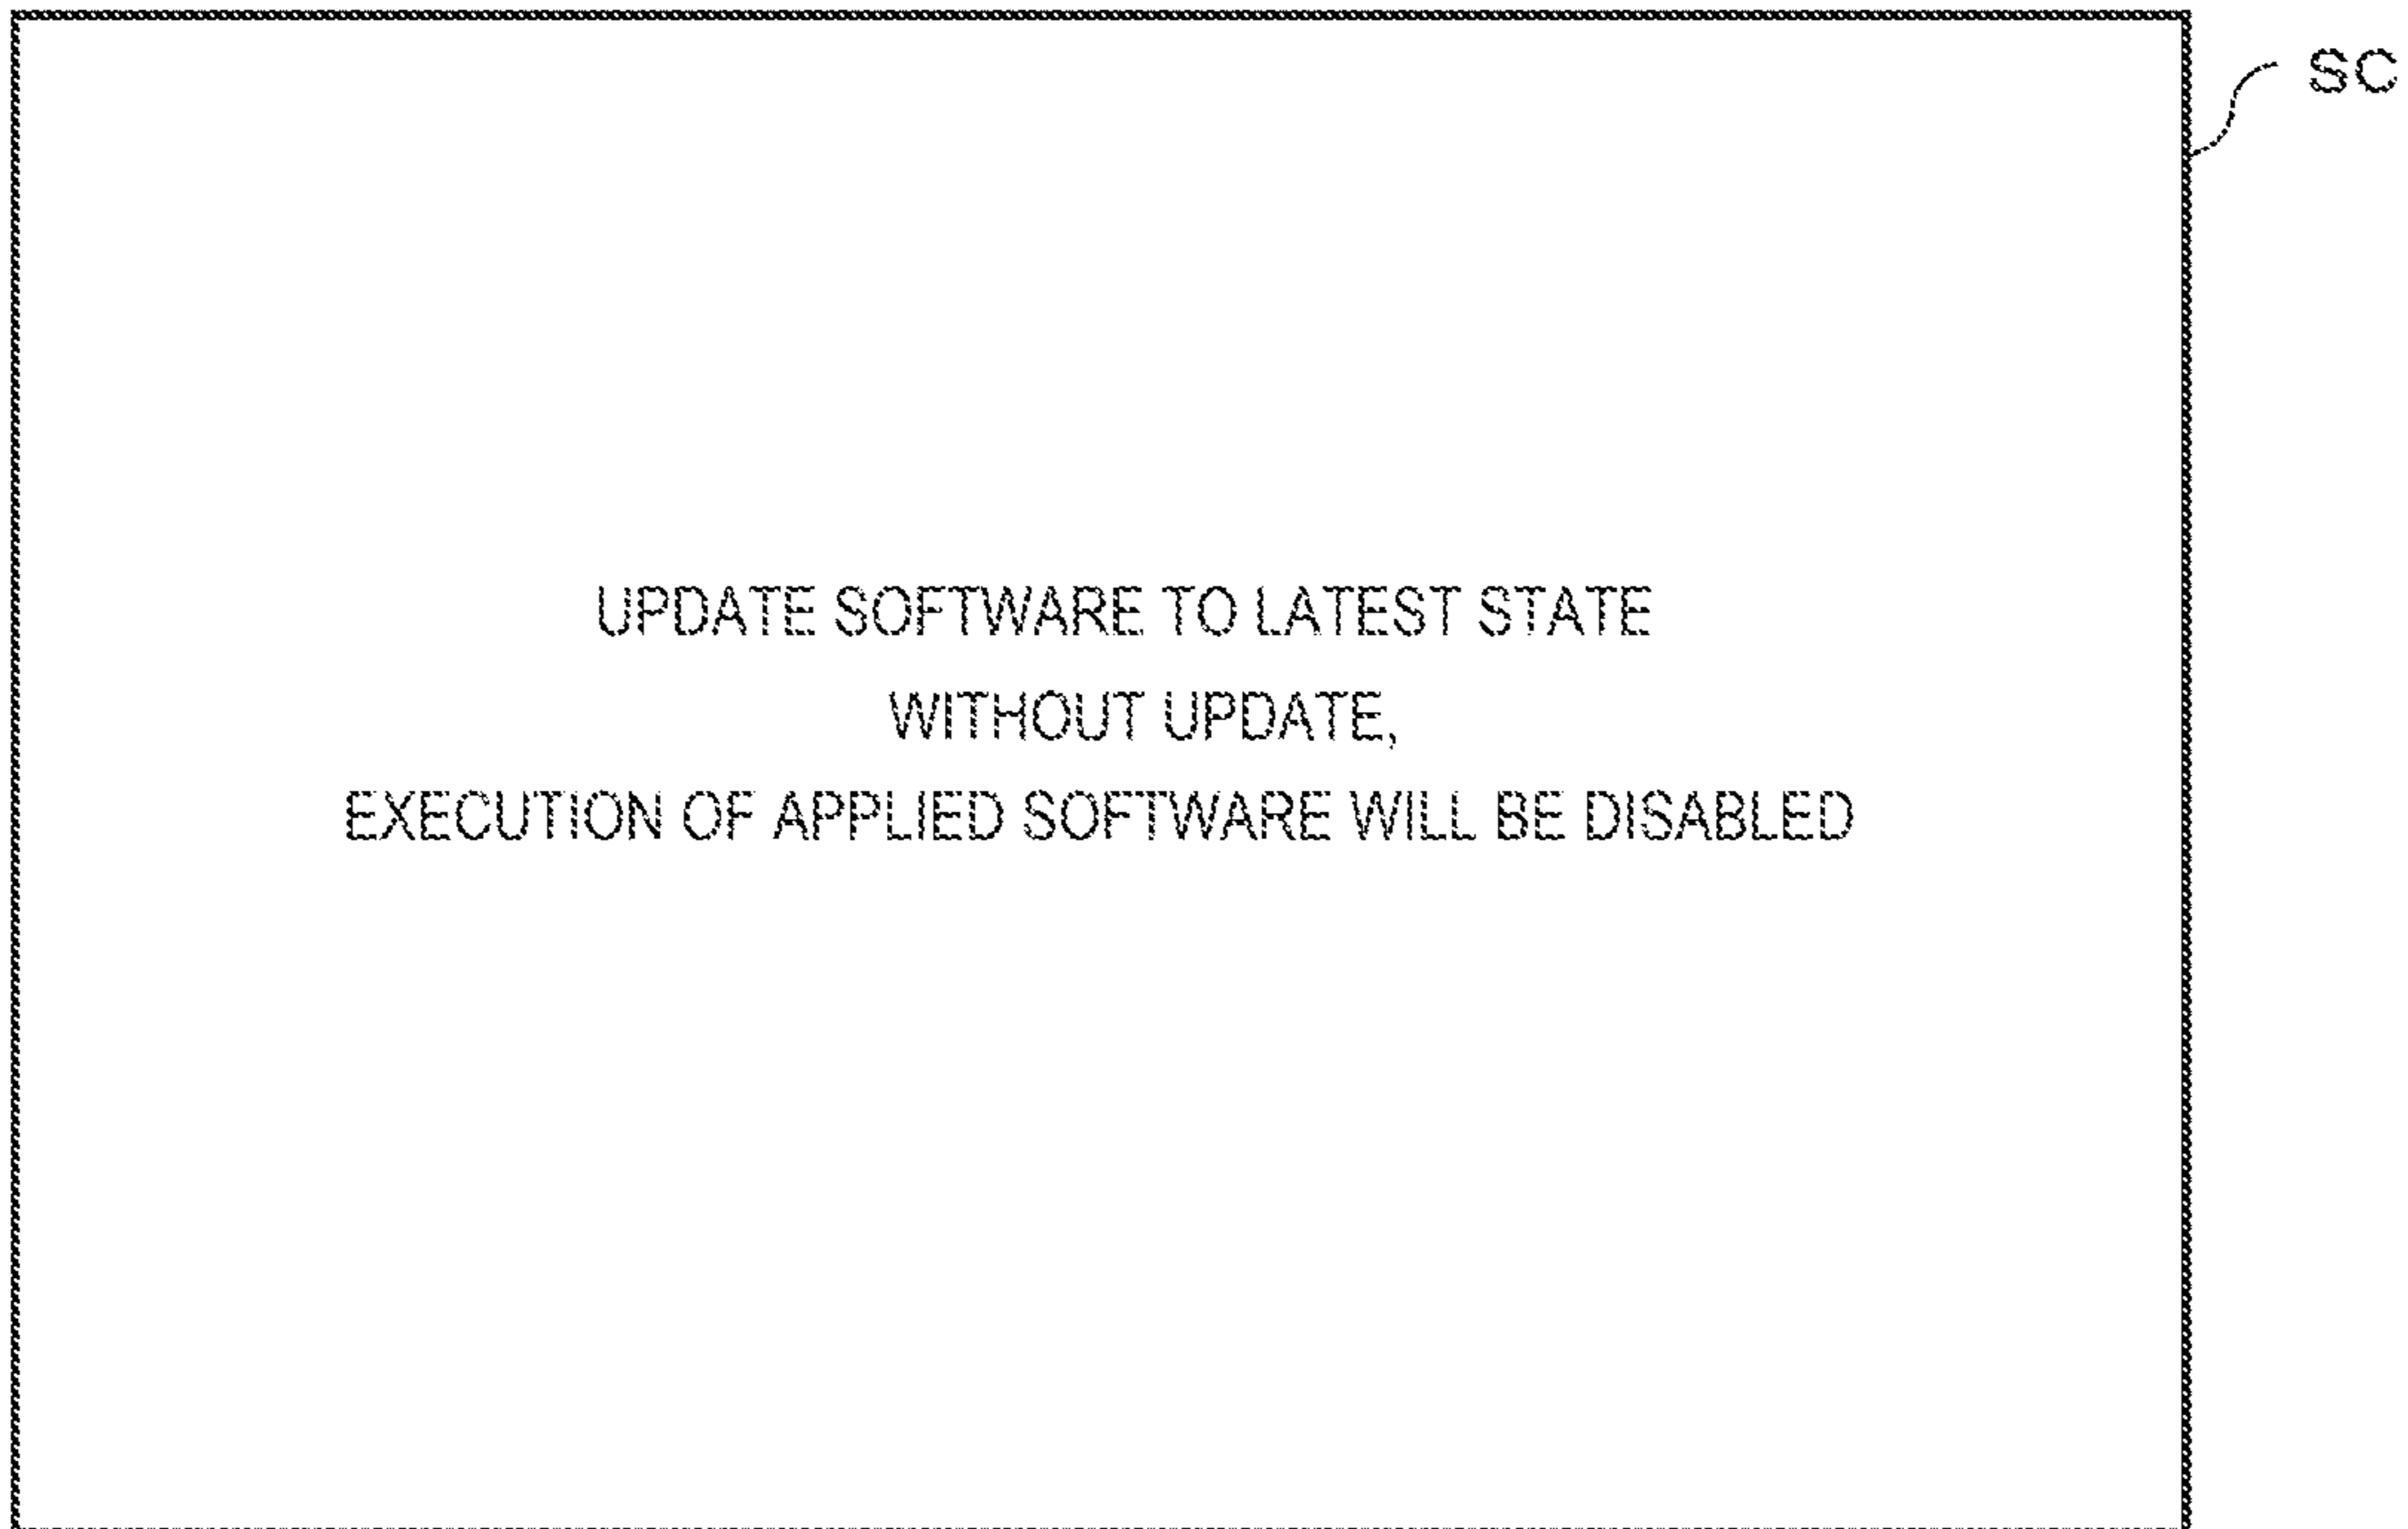 SC
UPDATE SOFTWARE TO LATEST STATE
WITHOUT UPDATE,
EXECUTION OF APPLIED SOFTWARE WILL BE DISABLED